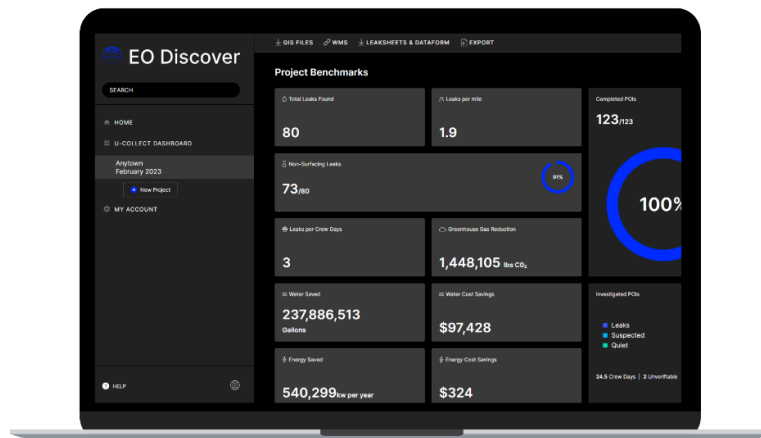 EO Discover
SEARCH
HOME
U-COLLECT DASHBOARD
Anytown
February 2023
New Project
MY ACCOUNT
? HELP
GIS FILES WMS LEAKSHEETS & DATAFORM EXPORT
Project Benchmarks
Total Leaks Found
80
Leaks per mile
1.9
Non-Surfacing Leaks
73/80
91%
Leaks per Crew Days
3
Greenhouse Gas Reduction
1,448,105 lbs CO₂
Water Saved
237,886,513
Gallons
Water Cost Savings
$97,428
Energy Saved
540,299kw per year
Energy Cost Savings
$324
Completed POIs
123/123
100%
Investigated POIs
Leaks
Suspected
Quiet
24.5 Crew Days | 2 Unverifiable